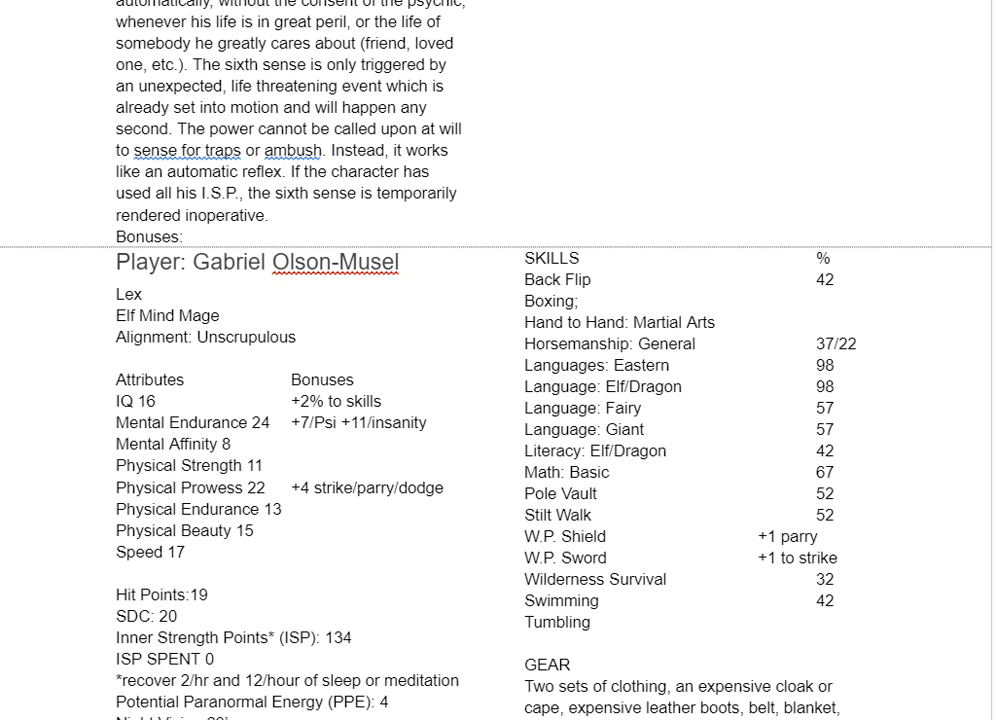 automatically, without the consent of the psychic,
whenever his life is in great peril, or the life of
somebody he greatly cares about (friend, loved
one, etc.). The sixth sense is only triggered by
an unexpected, life threatening event which is
already set into motion and will happen any
second. The power cannot be called upon at will
to sense for traps or ambush. Instead, it works
like an automatic reflex. If the character has
used all his I.S.P., the sixth sense is temporarily
rendered inoperative.
Bonuses:
Player: Gabriel Olson-Musel
Lex
Elf Mind Mage
Alignment: Unscrupulous
Attributes Bonuses
IQ 16 +2% to skills
Mental Endurance 24 +7/Psi +11/insanity
Mental Affinity 8
Physical Strength 11
Physical Prowess 22 +4 strike/parry/dodge
Physical Endurance 13
Physical Beauty 15
Speed 17
Hit Points:19
SDC: 20
Inner Strength Points* (ISP): 134
ISP SPENT 0
*recover 2/hr and 12/hour of sleep or meditation
Potential Paranormal Energy (PPE): 4
SKILLS %
Back Flip 42
Boxing;
Hand to Hand: Martial Arts
Horsemanship: General 37/22
Languages: Eastern 98
Language: Elf/Dragon 98
Language: Fairy 57
Language: Giant 57
Literacy: Elf/Dragon 42
Math: Basic 67
Pole Vault 52
Stilt Walk 52
W.P. Shield +1 parry
W.P. Sword +1 to strike
Wilderness Survival 32
Swimming 42
Tumbling
GEAR
Two sets of clothing, an expensive cloak or
cape, expensive leather boots, belt, blanket,